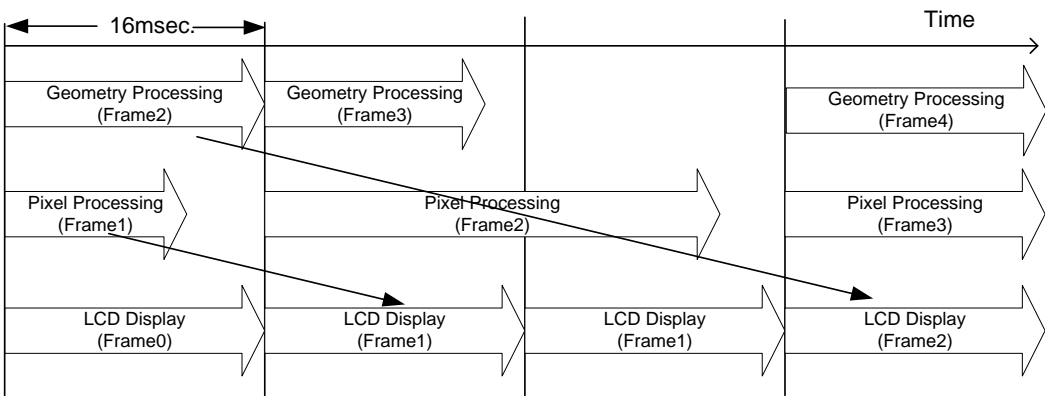 16msec.
Time
Geometry Processing
(Frame2)
Geometry Processing
(Frame3)
Geometry Processing
(Frame4)
Pixel Processing
(Frame1)
Pixel Processing
(Frame2)
Pixel Processing
(Frame3)
LCD Display
(Frame0)
LCD Display
(Frame1)
LCD Display
(Frame1)
LCD Display
(Frame2)